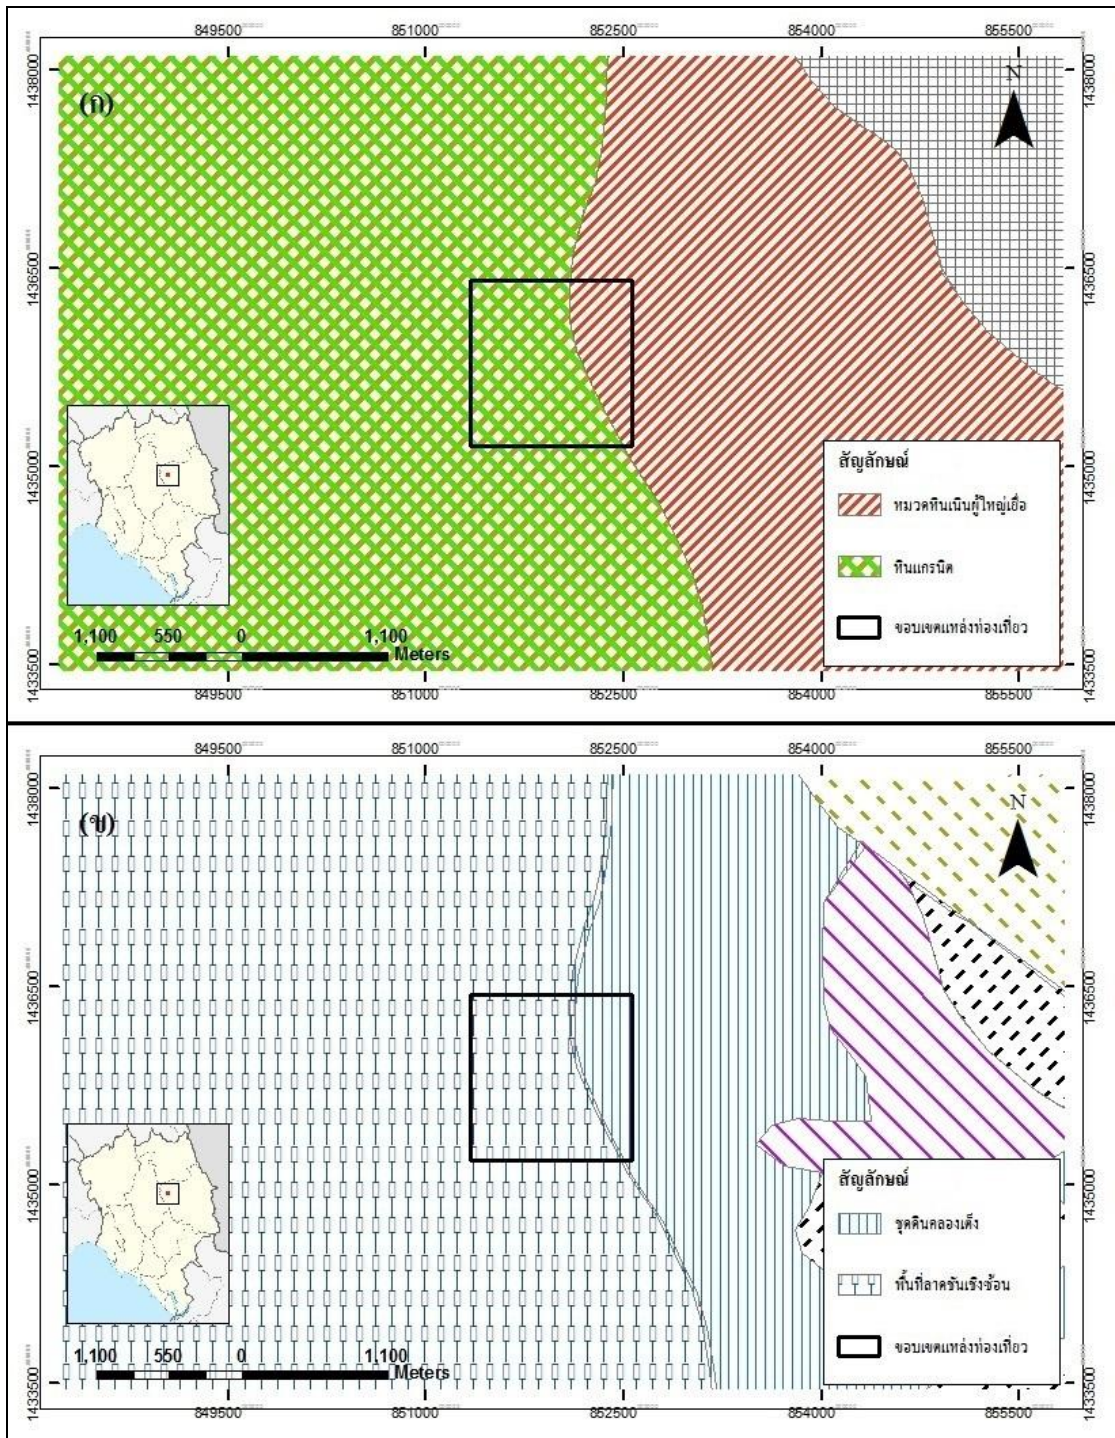 849500 851000 852500 854000 855500
1438000 1438000
(ก) N
1436500 1436500
1435000 1435000
สัญลักษณ์
หมวดหินเนินผู้ใหญ่เยื่อ
หินแกรนิต
ขอบเขตแหล่งท่องเที่ยว
1,100 550 0 1,100
Meters
1433500 1433500
849500 851000 852500 854000 855500
849500 851000 852500 854000 855500
1438000 1438000
(ข) N
1436500 1436500
1435000 1435000
สัญลักษณ์
ชุดดินคลองเต็ง
พื้นที่ลาดชันเชิงซ้อน
ขอบเขตแหล่งท่องเที่ยว
1,100 550 0 1,100
Meters
1433500 1433500
849500 851000 852500 854000 855500